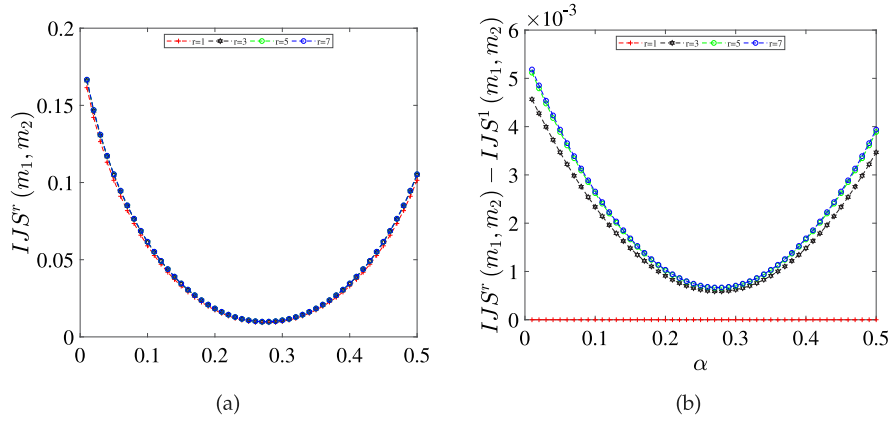 0.2
0.15
0.1
0.05
0
0 0.1 0.2 0.3 0.4 0.5
IJS^r (m_1, m_2)
r=1 r=3 r=5 r=7
(a)
×10^-3
6
5
4
3
2
1
0
0 0.1 0.2 0.3 0.4 0.5
IJS^r (m_1, m_2) − IJS^1 (m_1, m_2)
r=1 r=3 r=5 r=7
α
(b)